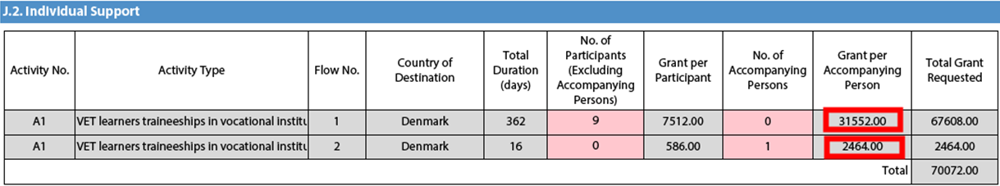 J.2. Individual Support
Activity No. Activity Type Flow No. Country of Destination Total Duration (days) No. of Participants (Excluding Accompanying Persons) Grant per Participant No. of Accompanying Persons Grant per Accompanying Person Total Grant Requested
A1 VET learners traineeships in vocational institu 1 Denmark 362 9 7512.00 0 31552.00 67608.00
A1 VET learners traineeships in vocational institu 2 Denmark 16 0 586.00 1 2464.00 2464.00
Total 70072.00